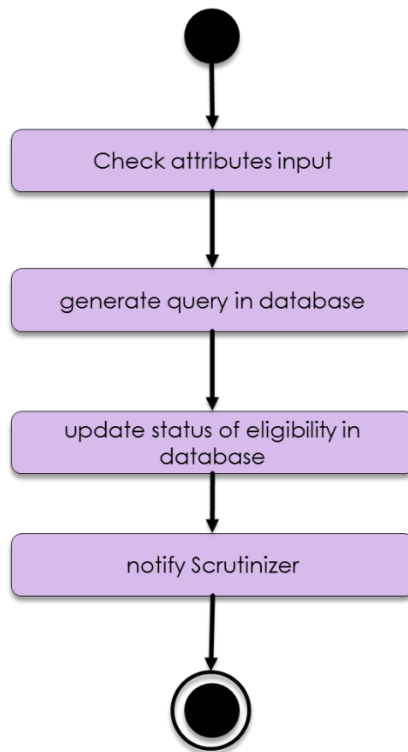 Check attributes input
generate query in database
update status of eligibility in
database
notify Scrutinizer